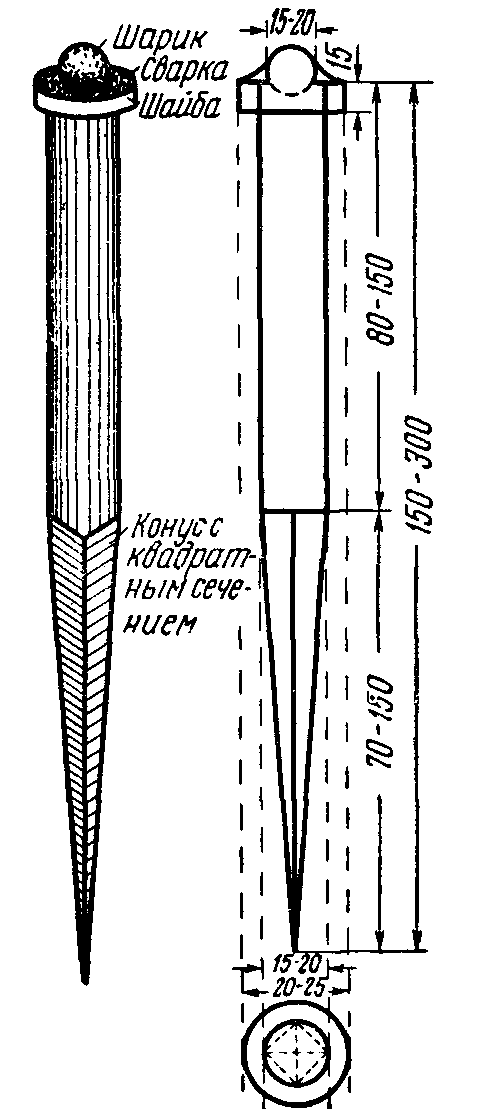 Шарик
Сварка
Шайба
15-20
15
80-150
150-300
Конус с
квадрат-
ным сече-
нием
70-150
15-20
20-25